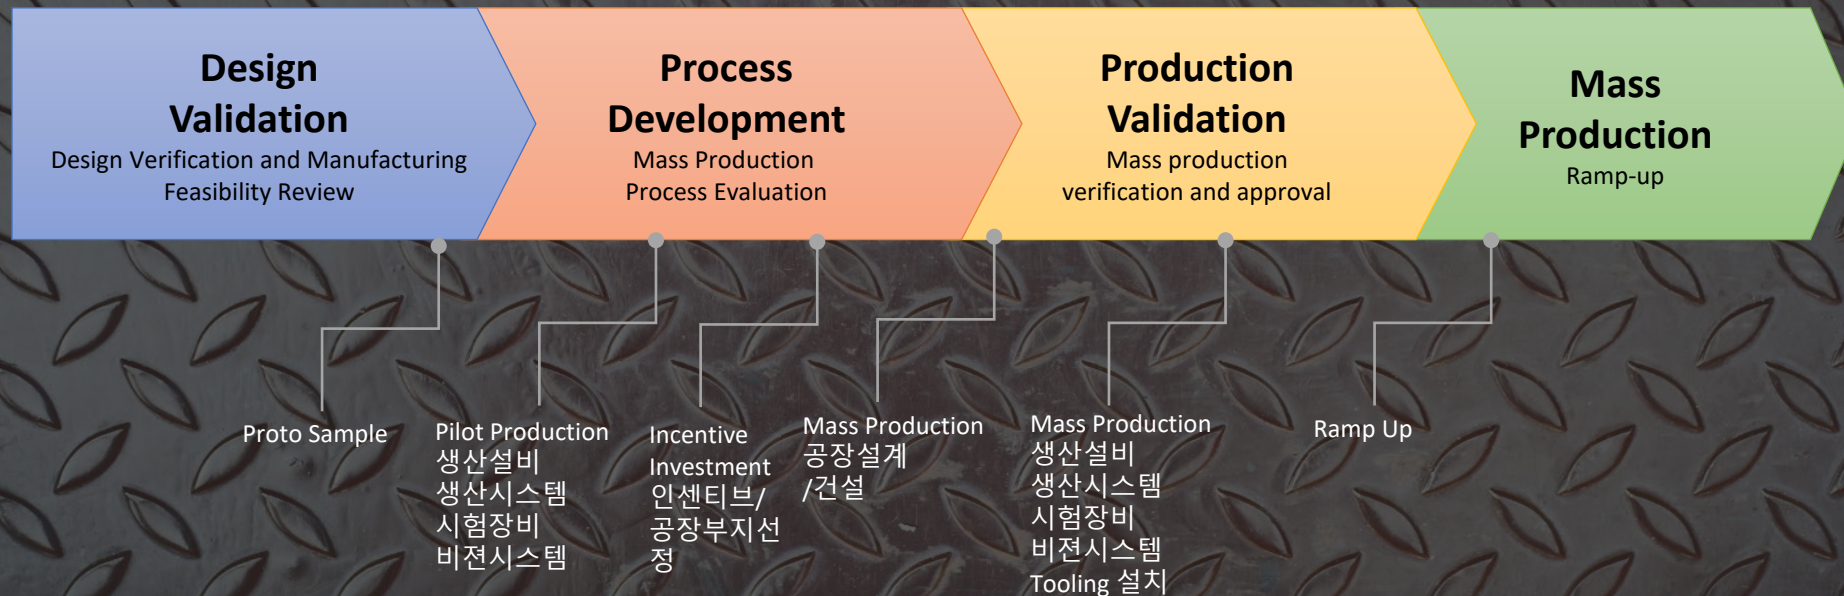 Design
Validation
Design Verification and Manufacturing
Feasibility Review
Process
Development
Mass Production
Process Evaluation
Production
Validation
Mass production
verification and approval
Mass
Production
Ramp-up
Proto Sample
Pilot Production
생산설비
생산시스템
시험장비
비젼시스템
Incentive
Investment
인센티브/
공장부지선
정
Mass Production
공장설계
/건설
Mass Production
생산설비
생산시스템
시험장비
비젼시스템
Tooling 설치
Ramp Up